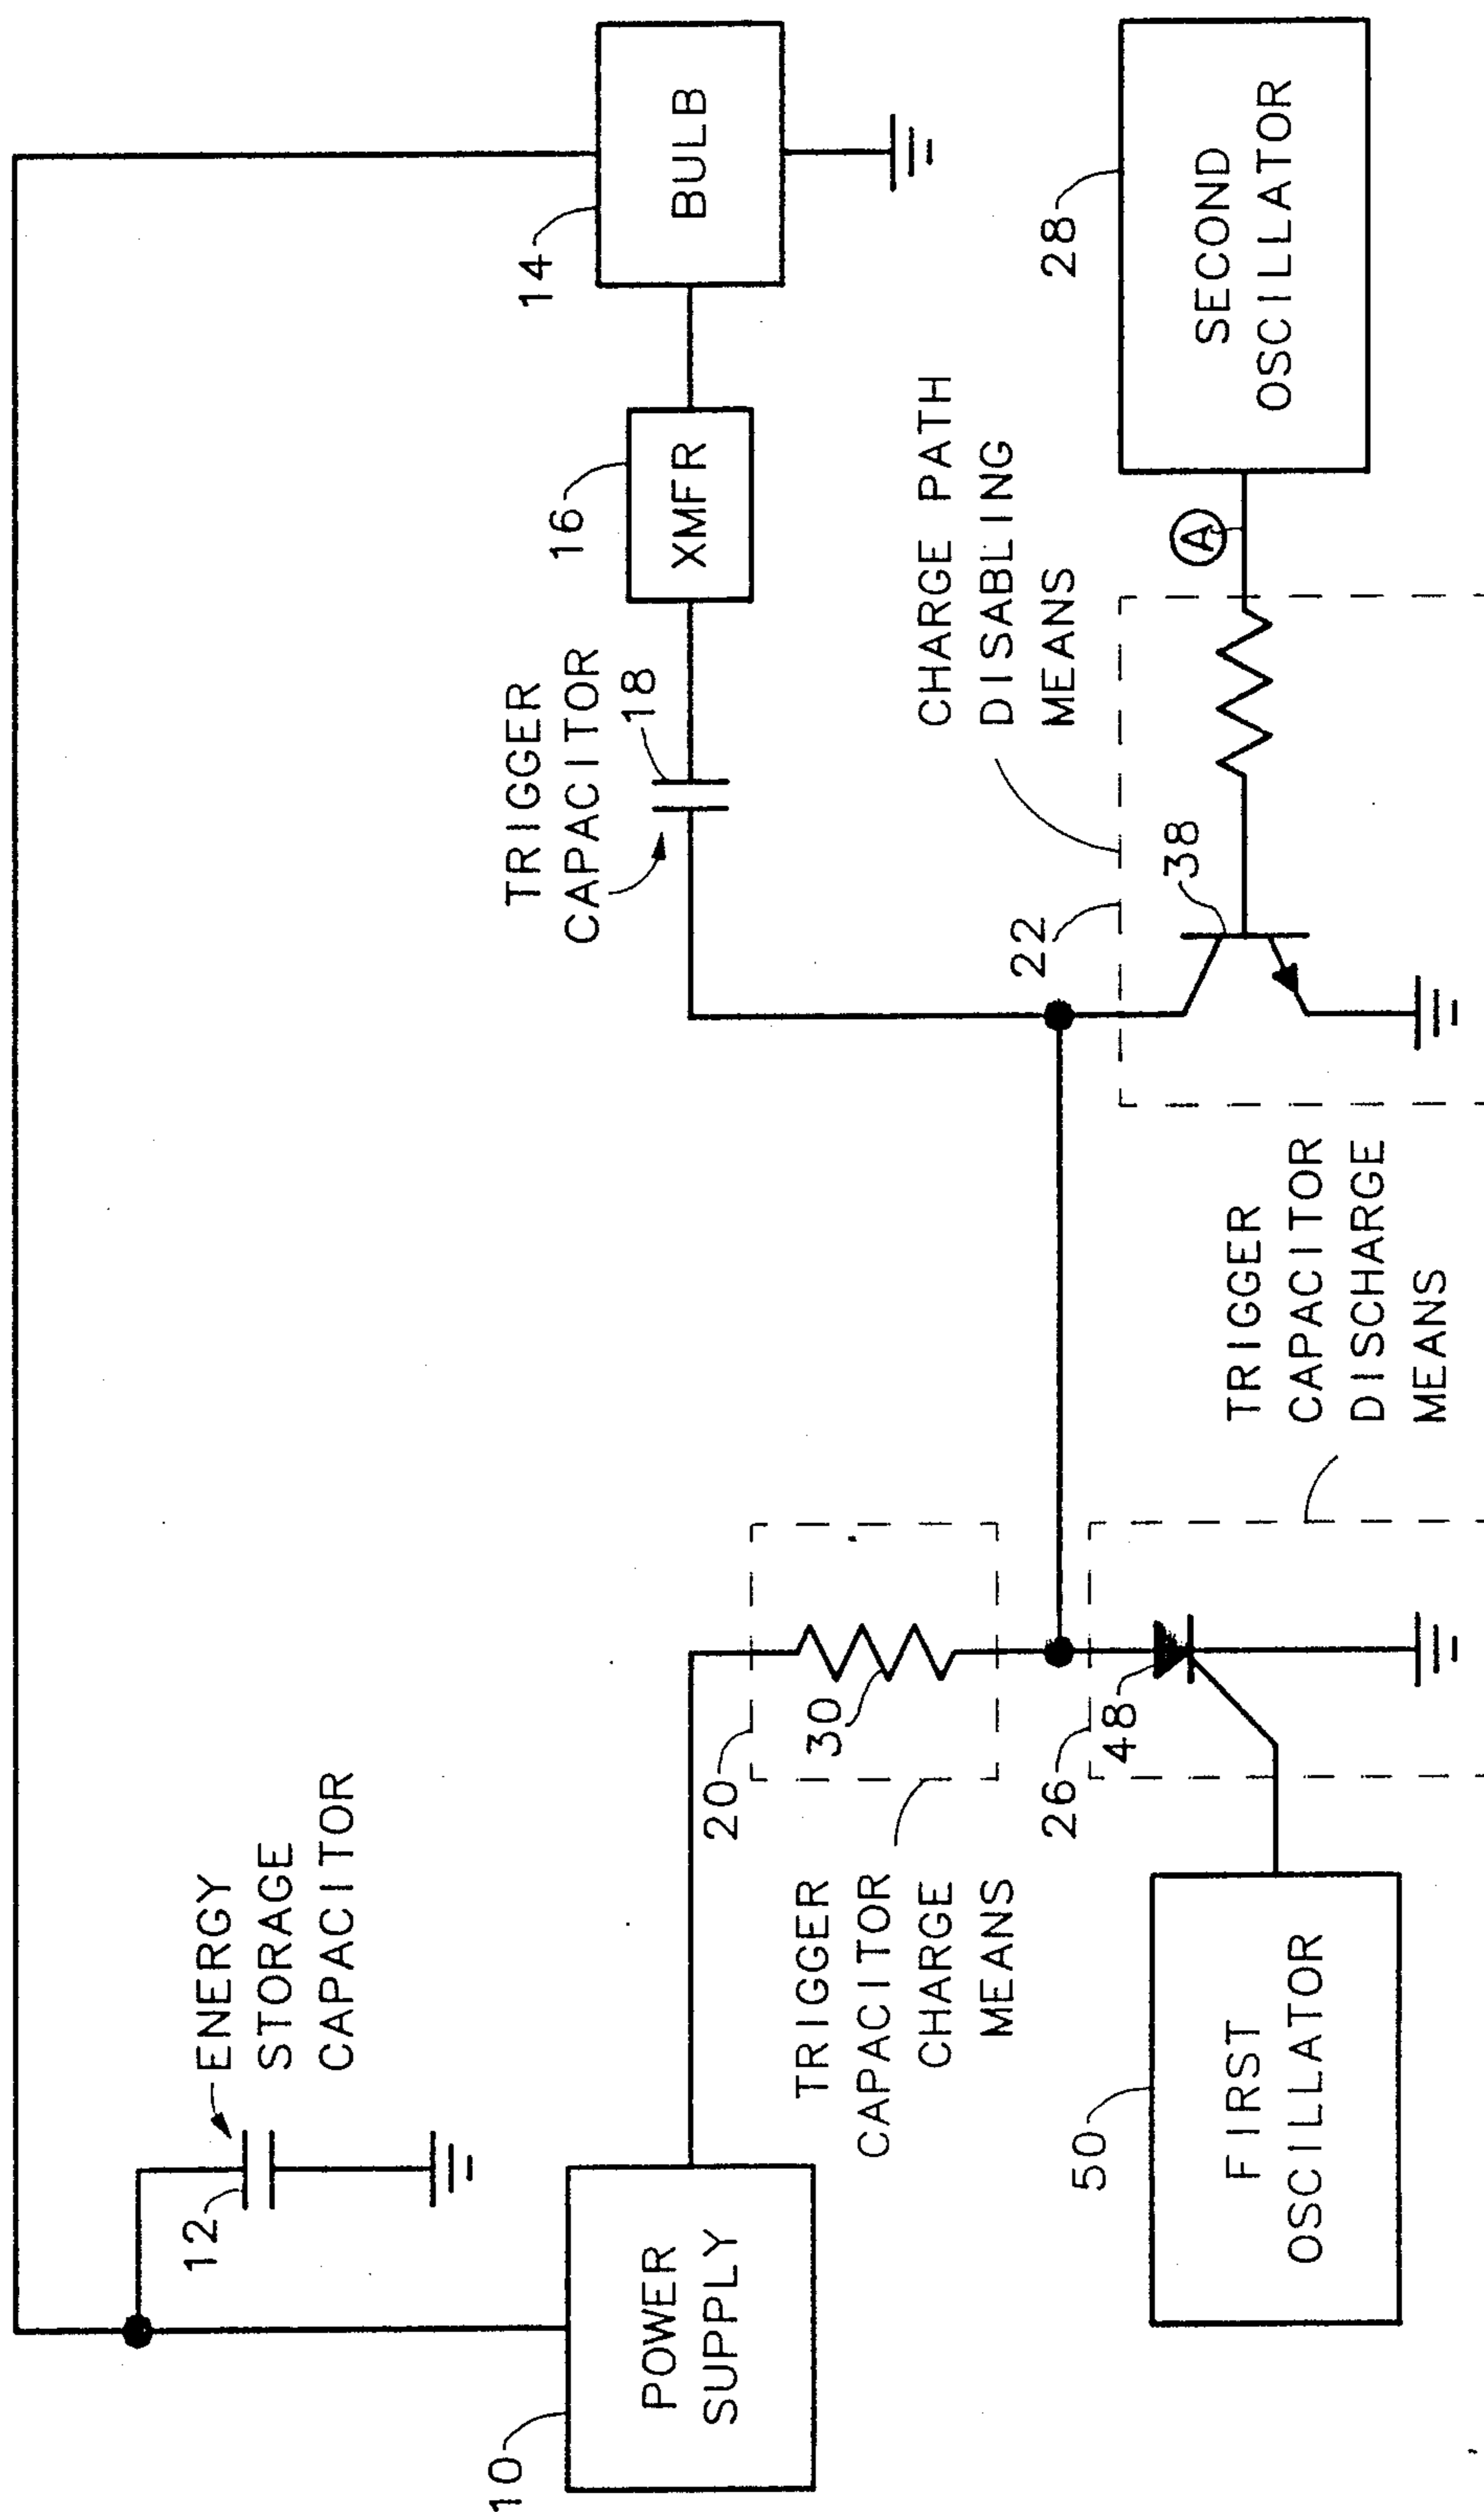 12
ENERGY
STORAGE
CAPACITOR
10
POWER
SUPPLY
20
30
TRIGGER
CAPACITOR
CHARGE
MEANS
50
FIRST
OSCILLATOR
26
48
TRIGGER
CAPACITOR
DISCHARGE
MEANS
TRIGGER
CAPACITOR
18
16
XMFR
14
BULB
22
38
CHARGE PATH
DISABLING
MEANS
A
28
SECOND
OSCILLATOR